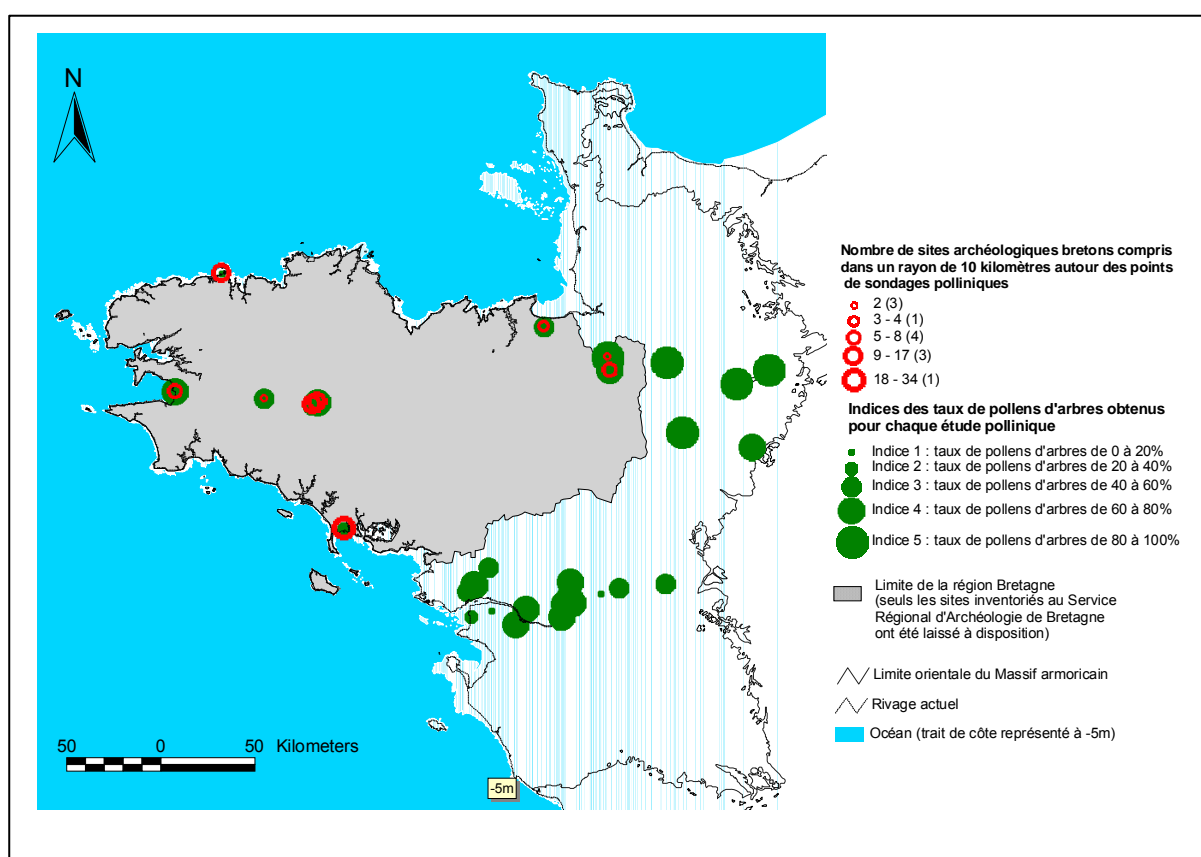 N
50 0 50 Kilometers
-5m
Nombre de sites archéologiques bretons compris
dans un rayon de 10 kilomètres autour des points
de sondages polliniques
2 (3)
3 - 4 (1)
5 - 8 (4)
9 - 17 (3)
18 - 34 (1)
Indices des taux de pollens d'arbres obtenus
pour chaque étude pollinique
Indice 1 : taux de pollens d'arbres de 0 à 20%
Indice 2 : taux de pollens d'arbres de 20 à 40%
Indice 3 : taux de pollens d'arbres de 40 à 60%
Indice 4 : taux de pollens d'arbres de 60 à 80%
Indice 5 : taux de pollens d'arbres de 80 à 100%
Limite de la région Bretagne
(seuls les sites inventoriés au Service
Régional d'Archéologie de Bretagne
ont été laissé à disposition)
Limite orientale du Massif armoricain
Rivage actuel
Océan (trait de côte représenté à -5m)